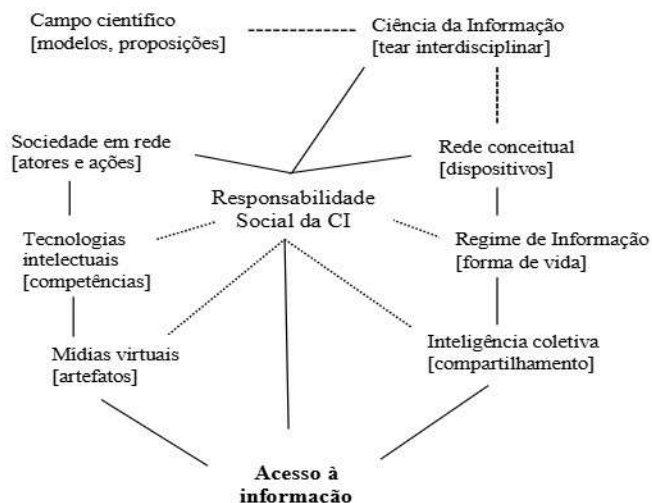 Campo científico
[modelos, proposições]
Ciência da Informação
[tear interdisciplinar]
Sociedade em rede
[atores e ações]
Rede conceitual
[dispositivos]
Responsabilidade
Social da CI
Tecnologias
intelectuais
[competências]
Regime de Informação
[forma de vida]
Mídias virtuais
[artefatos]
Inteligência coletiva
[compartilhamento]
Acesso à
informação